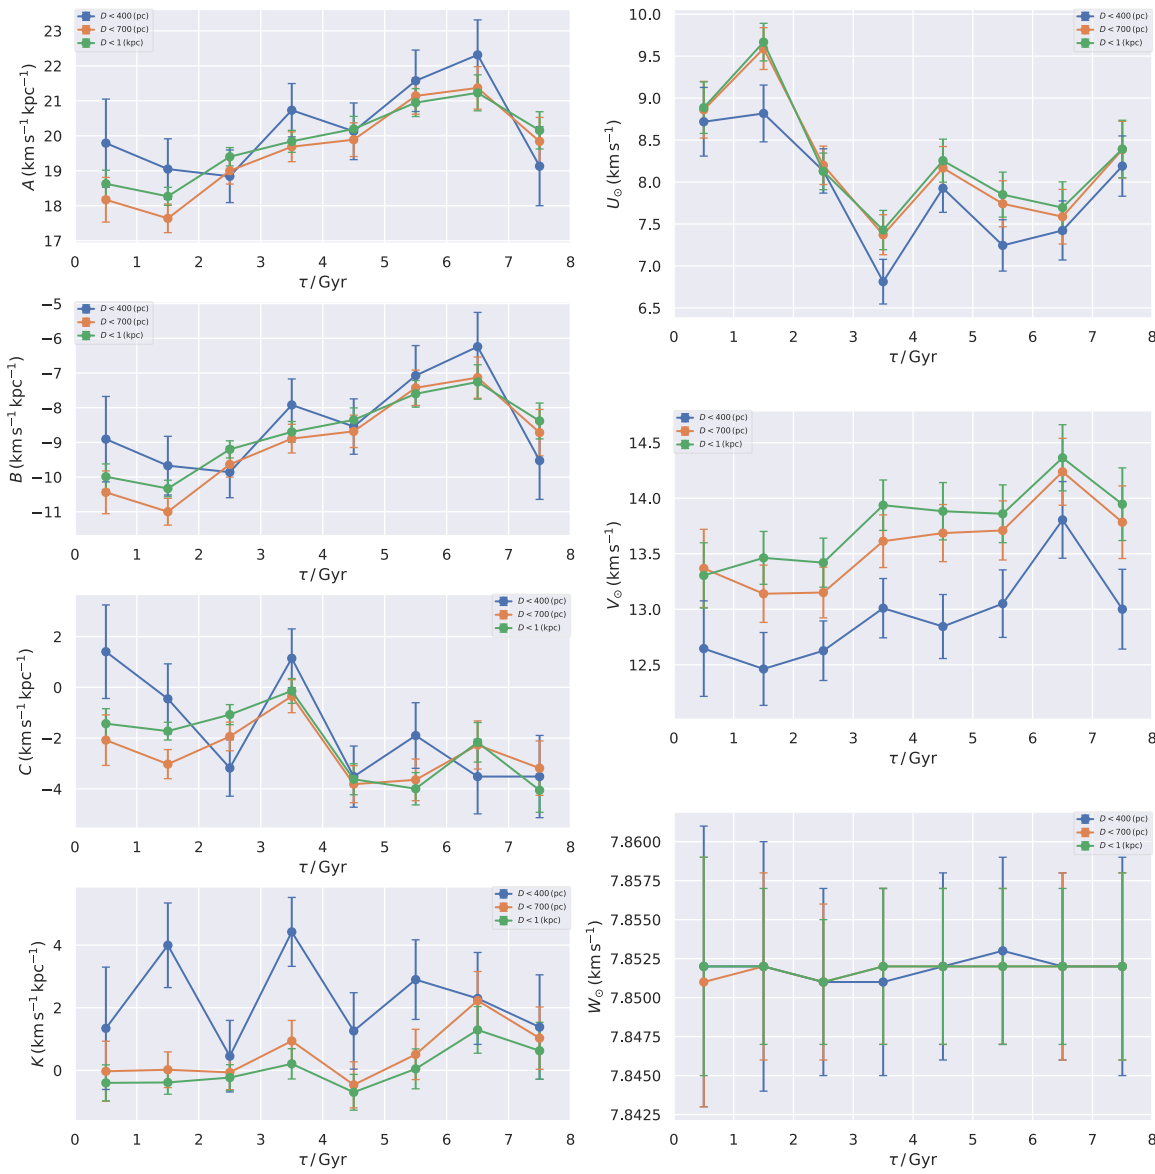 23
22
21
20
19
18
17
A (km s⁻¹ kpc⁻¹)
D < 400 (pc)
D < 700 (pc)
D < 1 (kpc)
0 1 2 3 4 5 6 7 8
τ / Gyr
−5
−6
−7
−8
−9
−10
−11
B (km s⁻¹ kpc⁻¹)
D < 400 (pc)
D < 700 (pc)
D < 1 (kpc)
0 1 2 3 4 5 6 7 8
τ / Gyr
2
0
−2
−4
C (km s⁻¹ kpc⁻¹)
D < 400 (pc)
D < 700 (pc)
D < 1 (kpc)
0 1 2 3 4 5 6 7 8
τ / Gyr
4
2
0
K (km s⁻¹ kpc⁻¹)
D < 400 (pc)
D < 700 (pc)
D < 1 (kpc)
0 1 2 3 4 5 6 7 8
τ / Gyr
10.0
9.5
9.0
8.5
8.0
7.5
7.0
6.5
U⊙ (km s⁻¹)
D < 400 (pc)
D < 700 (pc)
D < 1 (kpc)
0 1 2 3 4 5 6 7 8
τ / Gyr
14.5
14.0
13.5
13.0
12.5
V⊙ (km s⁻¹)
D < 400 (pc)
D < 700 (pc)
D < 1 (kpc)
0 1 2 3 4 5 6 7 8
τ / Gyr
7.8600
7.8575
7.8550
7.8525
7.8500
7.8475
7.8450
7.8425
W⊙ (km s⁻¹)
D < 400 (pc)
D < 700 (pc)
D < 1 (kpc)
0 1 2 3 4 5 6 7 8
τ / Gyr